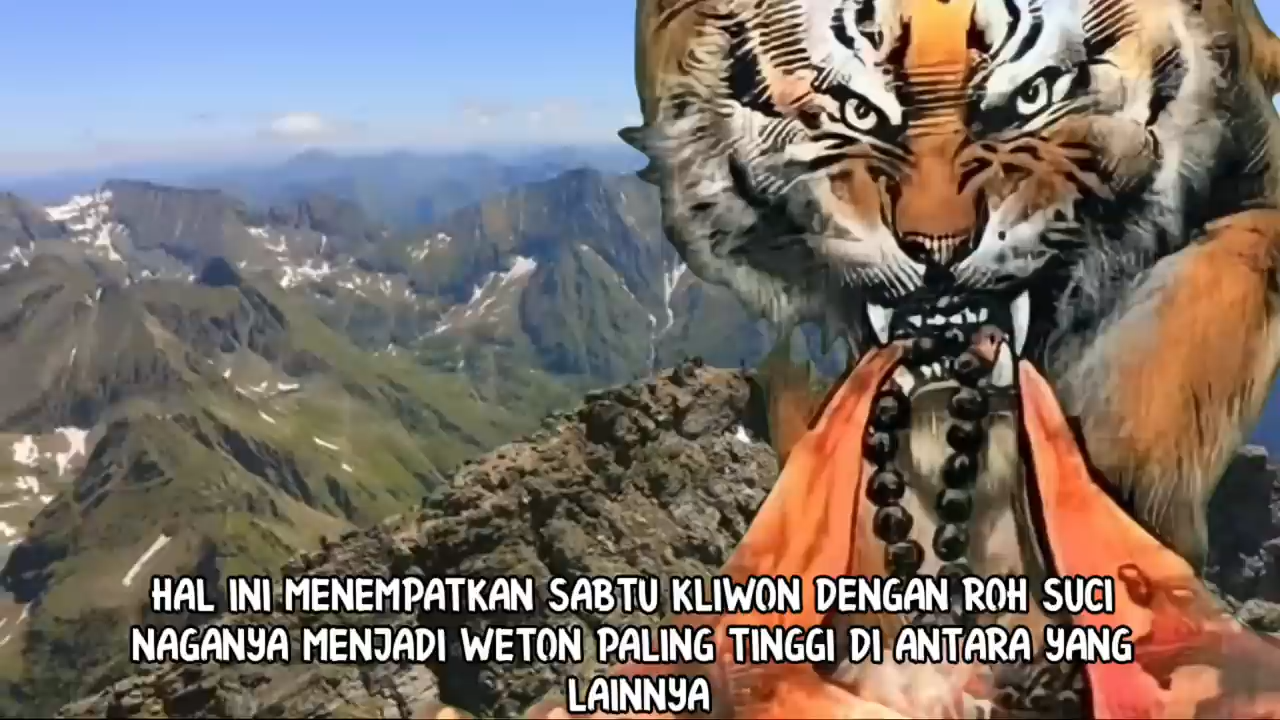 HAL INI MENEMPATKAN SABTU KLIWON DENGAN ROH SUCI
NAGANYA MENJADI WETON PALING TINGGI DI ANTARA YANG
LAINNYA